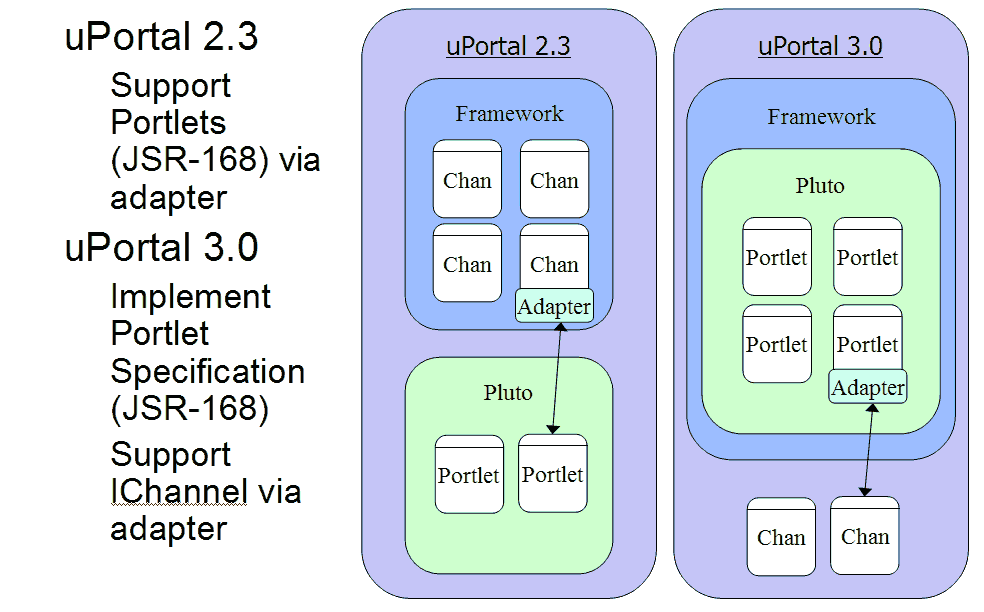 uPortal 2.3
Support
Portlets
(JSR-168) via
adapter
uPortal 3.0
Implement
Portlet
Specification
(JSR-168)
Support
IChannel via
adapter
uPortal 2.3
Framework
Chan
Chan
Chan
Chan
Adapter
Pluto
Portlet
Portlet
uPortal 3.0
Framework
Pluto
Portlet
Portlet
Portlet
Portlet
Adapter
Chan
Chan